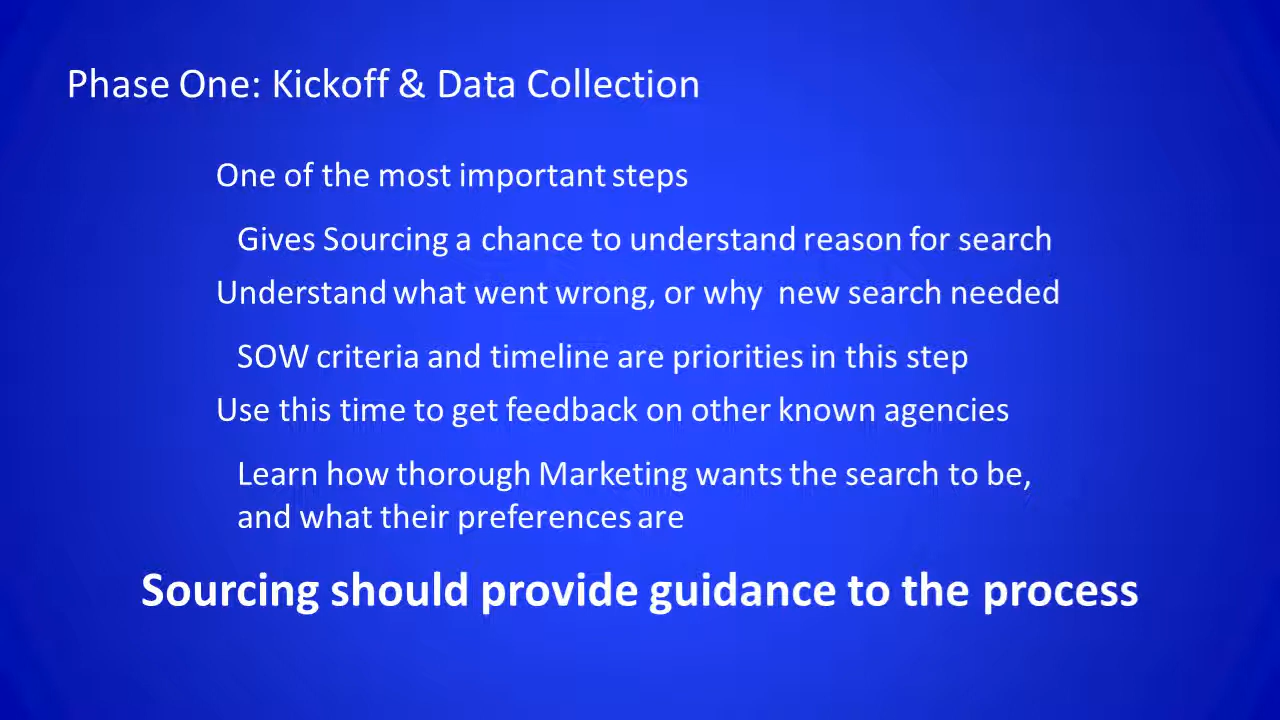 Phase One: Kickoff & Data Collection
One of the most important steps
Gives Sourcing a chance to understand reason for search
Understand what went wrong, or why new search needed
SOW criteria and timeline are priorities in this step
Use this time to get feedback on other known agencies
Learn how thorough Marketing wants the search to be,
and what their preferences are
Sourcing should provide guidance to the process